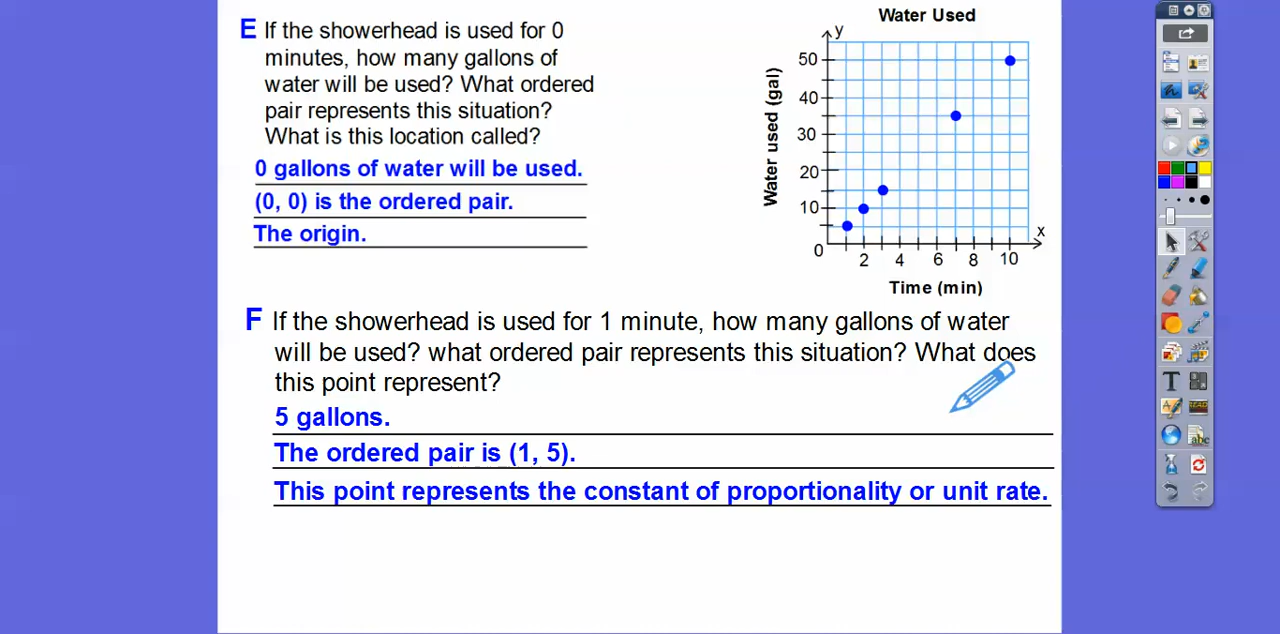 E If the showerhead is used for 0
minutes, how many gallons of
water will be used? What ordered
pair represents this situation?
What is this location called?
0 gallons of water will be used.
(0, 0) is the ordered pair.
The origin.
Water Used
y
50
40
30
20
10
0
2 4 6 8 10
x
Water used (gal)
Time (min)
F If the showerhead is used for 1 minute, how many gallons of water
will be used? what ordered pair represents this situation? What does
this point represent?
5 gallons.
The ordered pair is (1, 5).
This point represents the constant of proportionality or unit rate.
T
abc